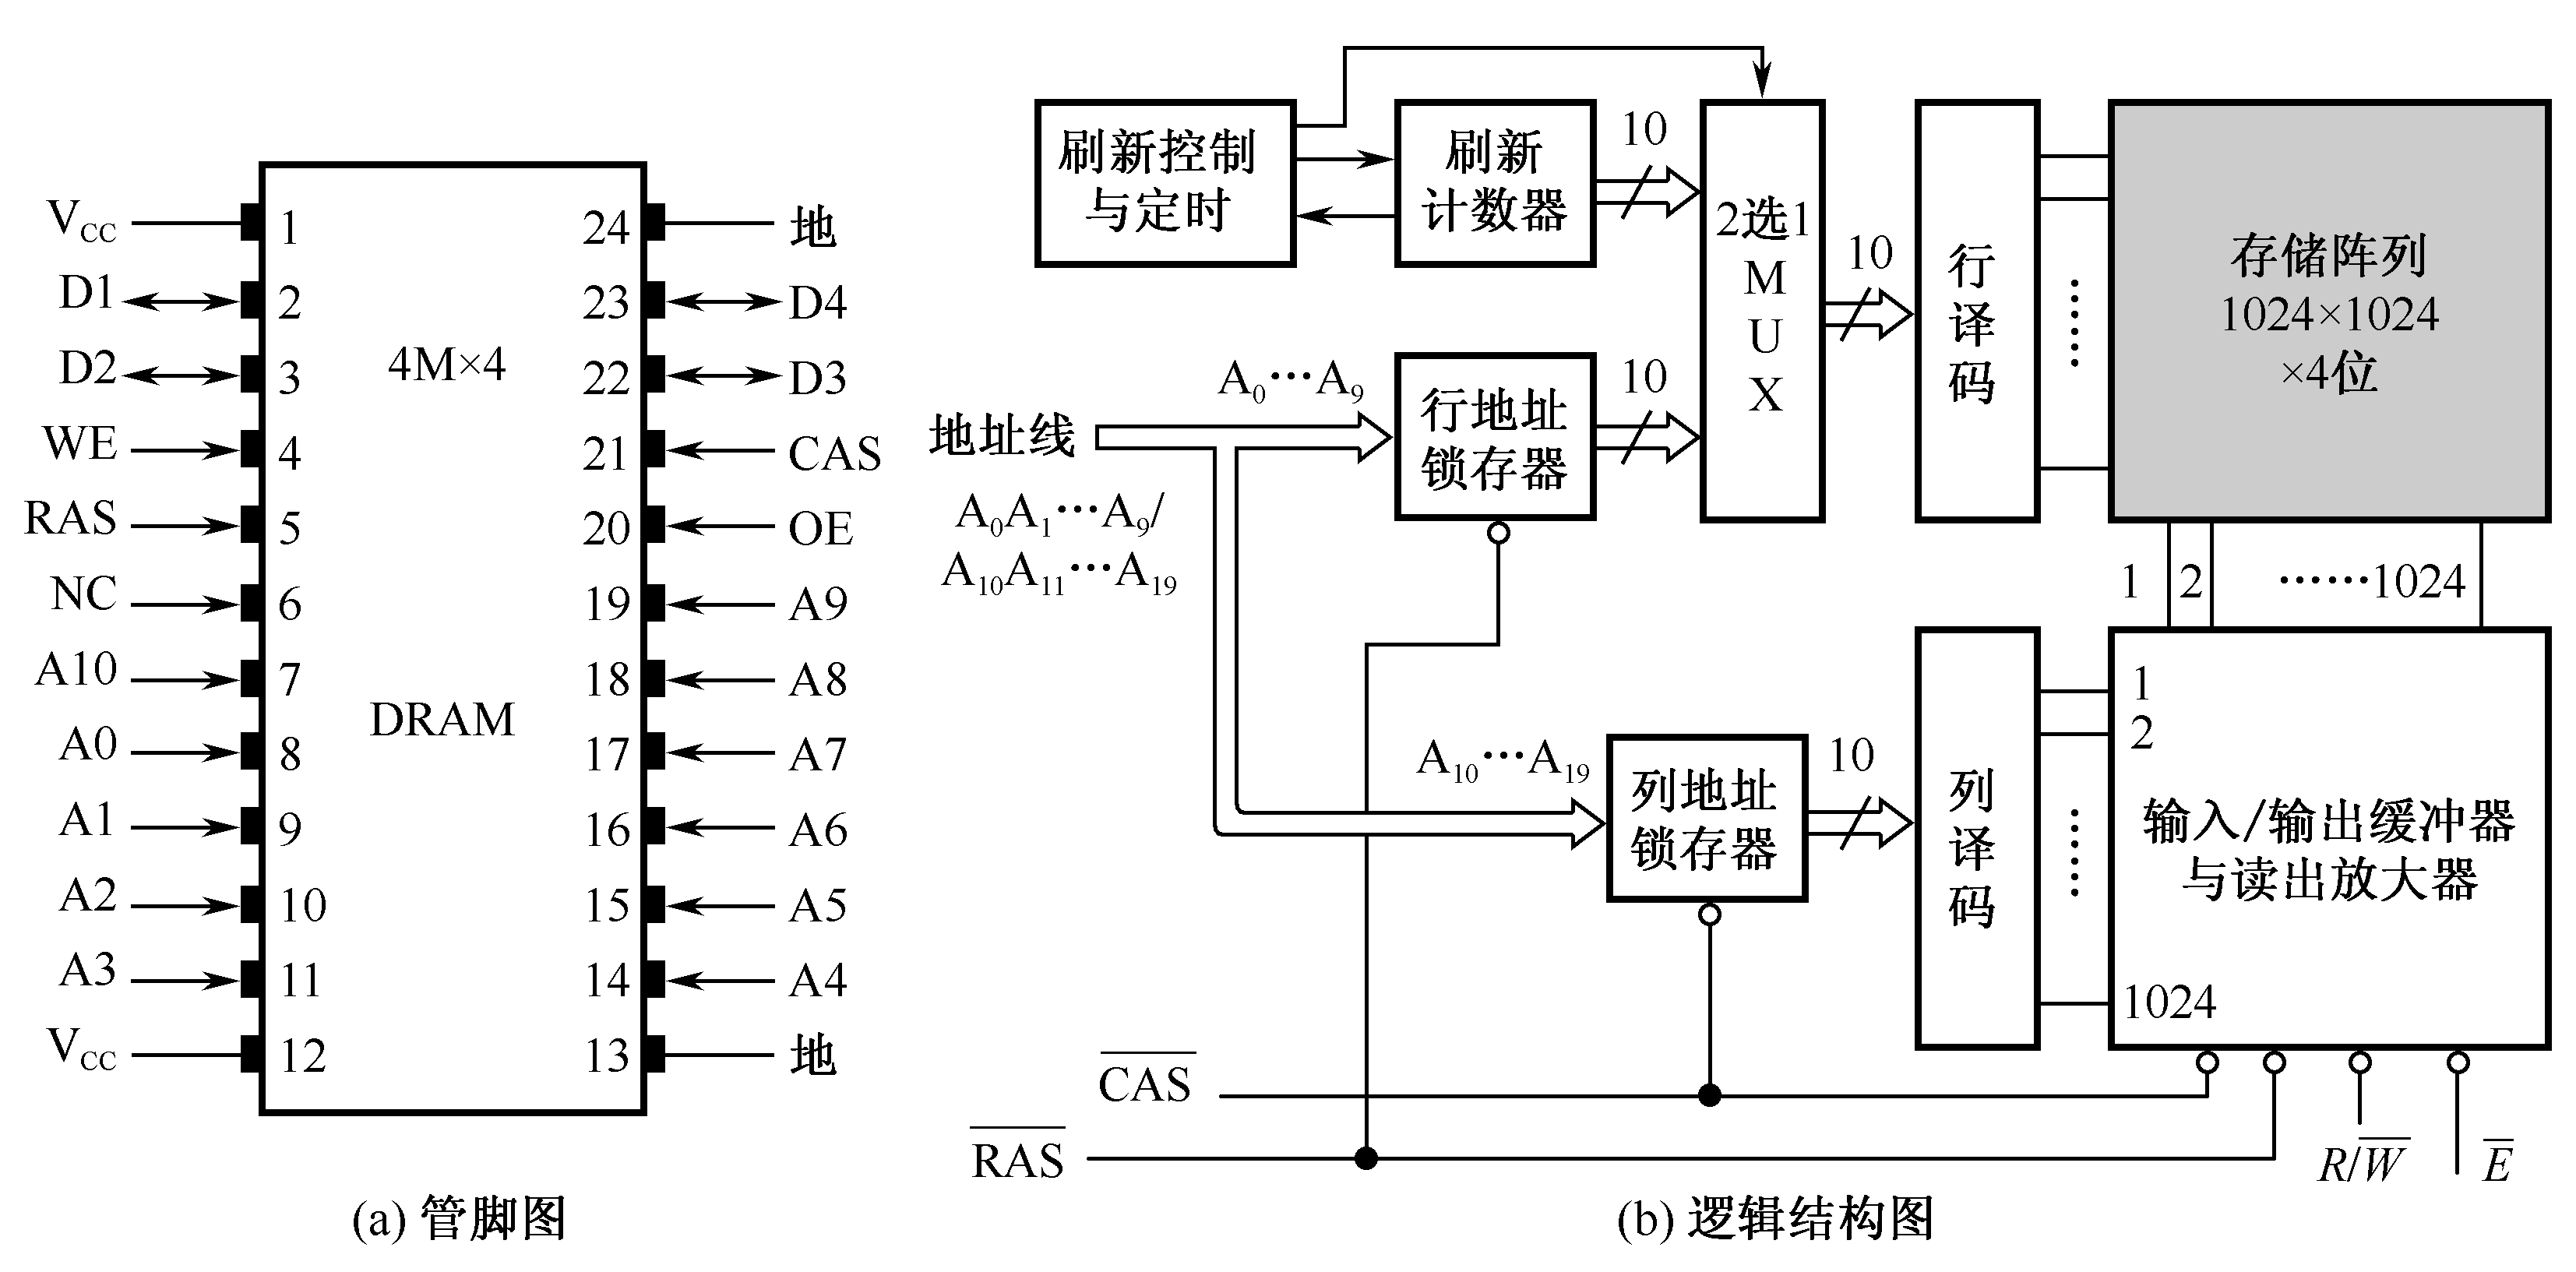 V_CC 1 24 地
D1 2 23 D4
D2 3 4M×4 22 D3
WE 4 21 CAS
RAS 5 20 OE
NC 6 19 A9
A10 7 18 A8
DRAM
A0 8 17 A7
A1 9 16 A6
A2 10 15 A5
A3 11 14 A4
V_CC 12 13 地
(a) 管脚图
刷新控制
与定时
刷新
计数器
10
2选1
M
U
X
10
行
译
码
存储阵列
1024×1024
×4位
地址线
A₀A₁…A₉/
A₁₀A₁₁…A₁₉
A₀…A₉
行地址
锁存器
10
1 2 ……1024
A₁₀…A₁₉
列地址
锁存器
10
列
译
码
1
2
1024
输入/输出缓冲器
与读出放大器
C̅A̅S̅
R̅A̅S̅
R/W̅
E̅
(b) 逻辑结构图